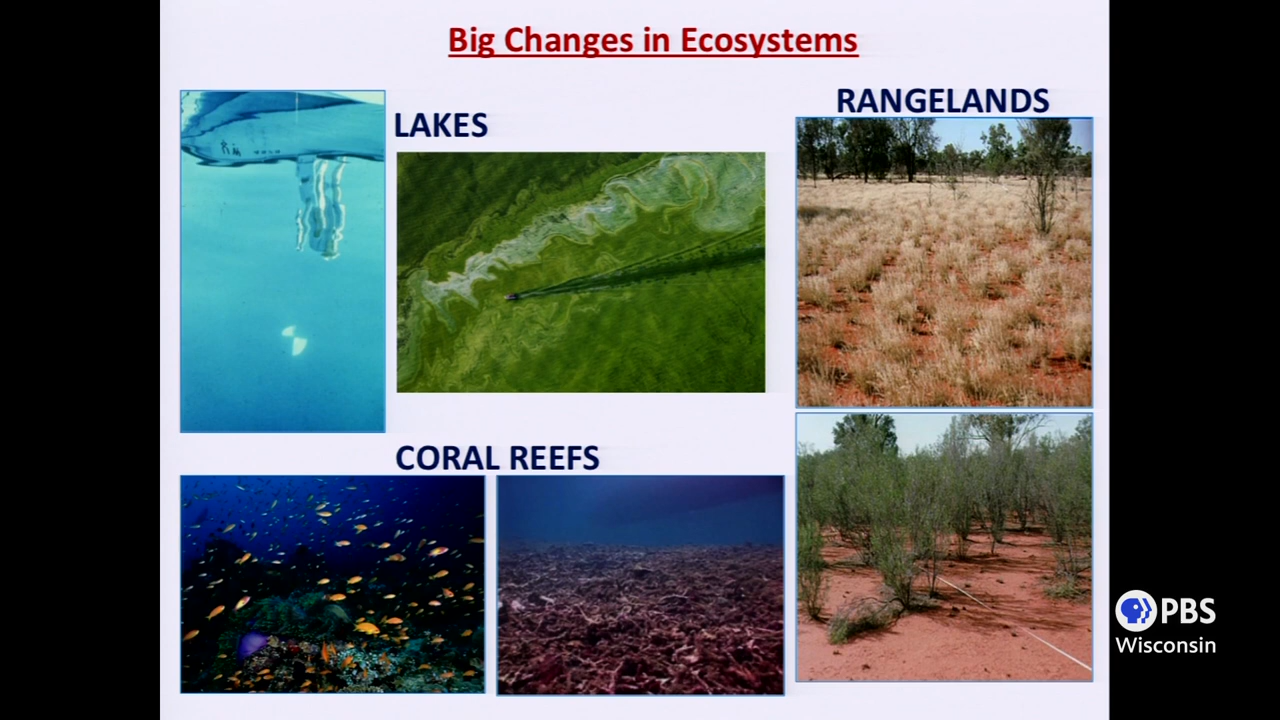 Big Changes in Ecosystems
LAKES
RANGELANDS
CORAL REEFS
PBS
Wisconsin